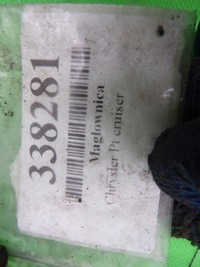 338281
Maglownica
Chrysler Pt cruiser